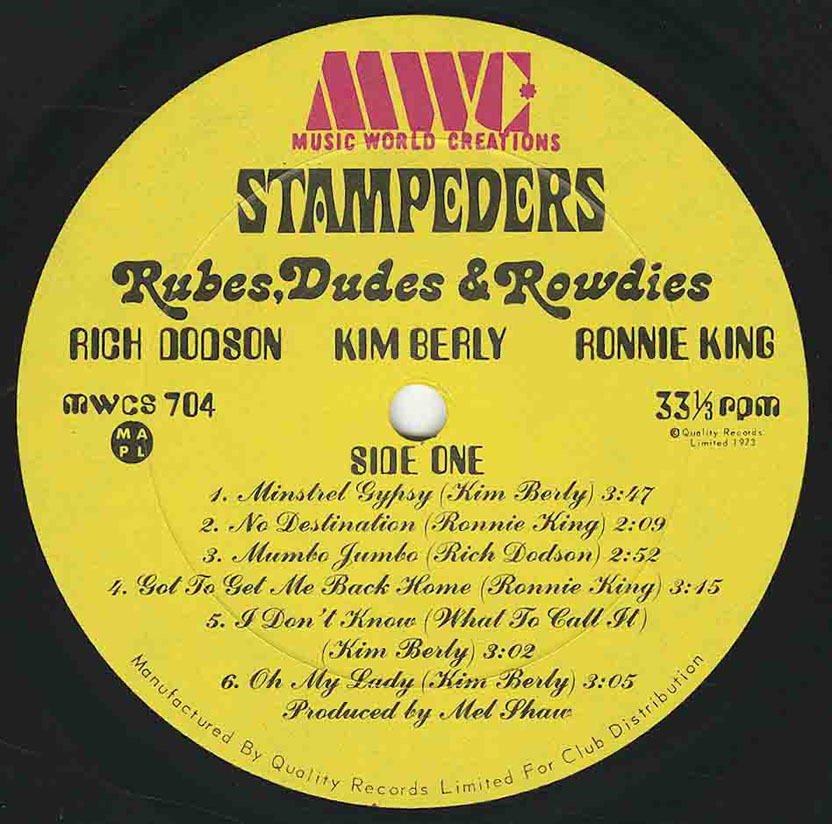 MWC
MUSIC WORLD CREATIONS
STAMPEDERS
Rubes, Dudes & Rowdies
RICH DODSON KIM BERLY RONNIE KING
MWCS 704
33⅓ rpm
MA
PL
© Quality Records
Limited 1973
SIDE ONE
1. Minstrel Gypsy (Kim Berly) 3:47
2. No Destination (Ronnie King) 2:09
3. Mumbo Jumbo (Rich Dodson) 2:52
4. Got To Get Me Back Home (Ronnie King) 3:15
5. I Don't Know (What To Call It)
(Kim Berly) 3:02
6. Oh My Lady (Kim Berly) 3:05
Produced by Mel Shaw
Manufactured By Quality Records Limited For Club Distribution